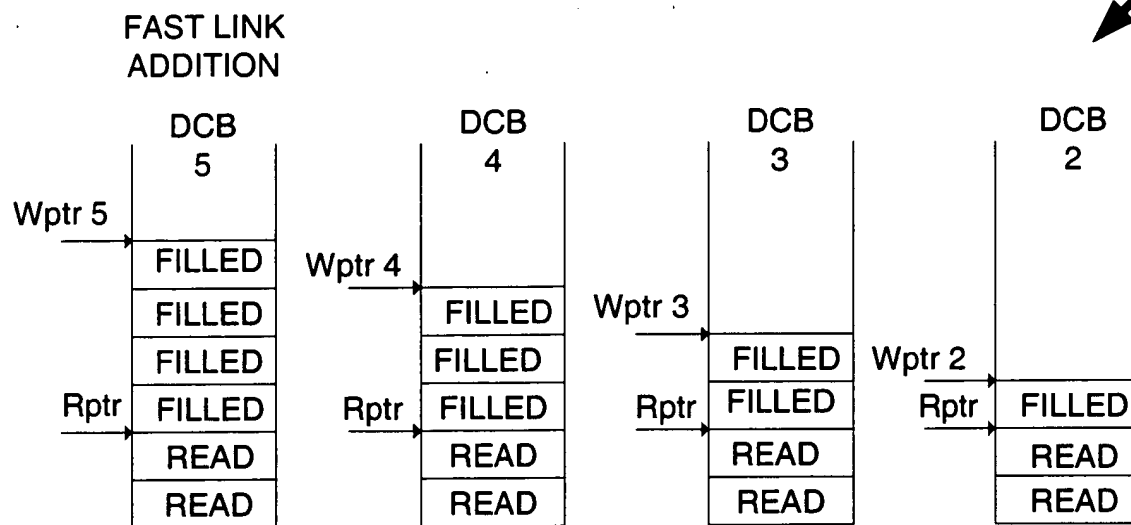 FAST LINK
ADDITION
DCB
5
Wptr 5
FILLED
FILLED
FILLED
Rptr
FILLED
READ
READ
DCB
4
Wptr 4
FILLED
FILLED
Rptr
FILLED
READ
READ
DCB
3
Wptr 3
FILLED
Rptr
FILLED
READ
READ
DCB
2
Wptr 2
Rptr
FILLED
READ
READ